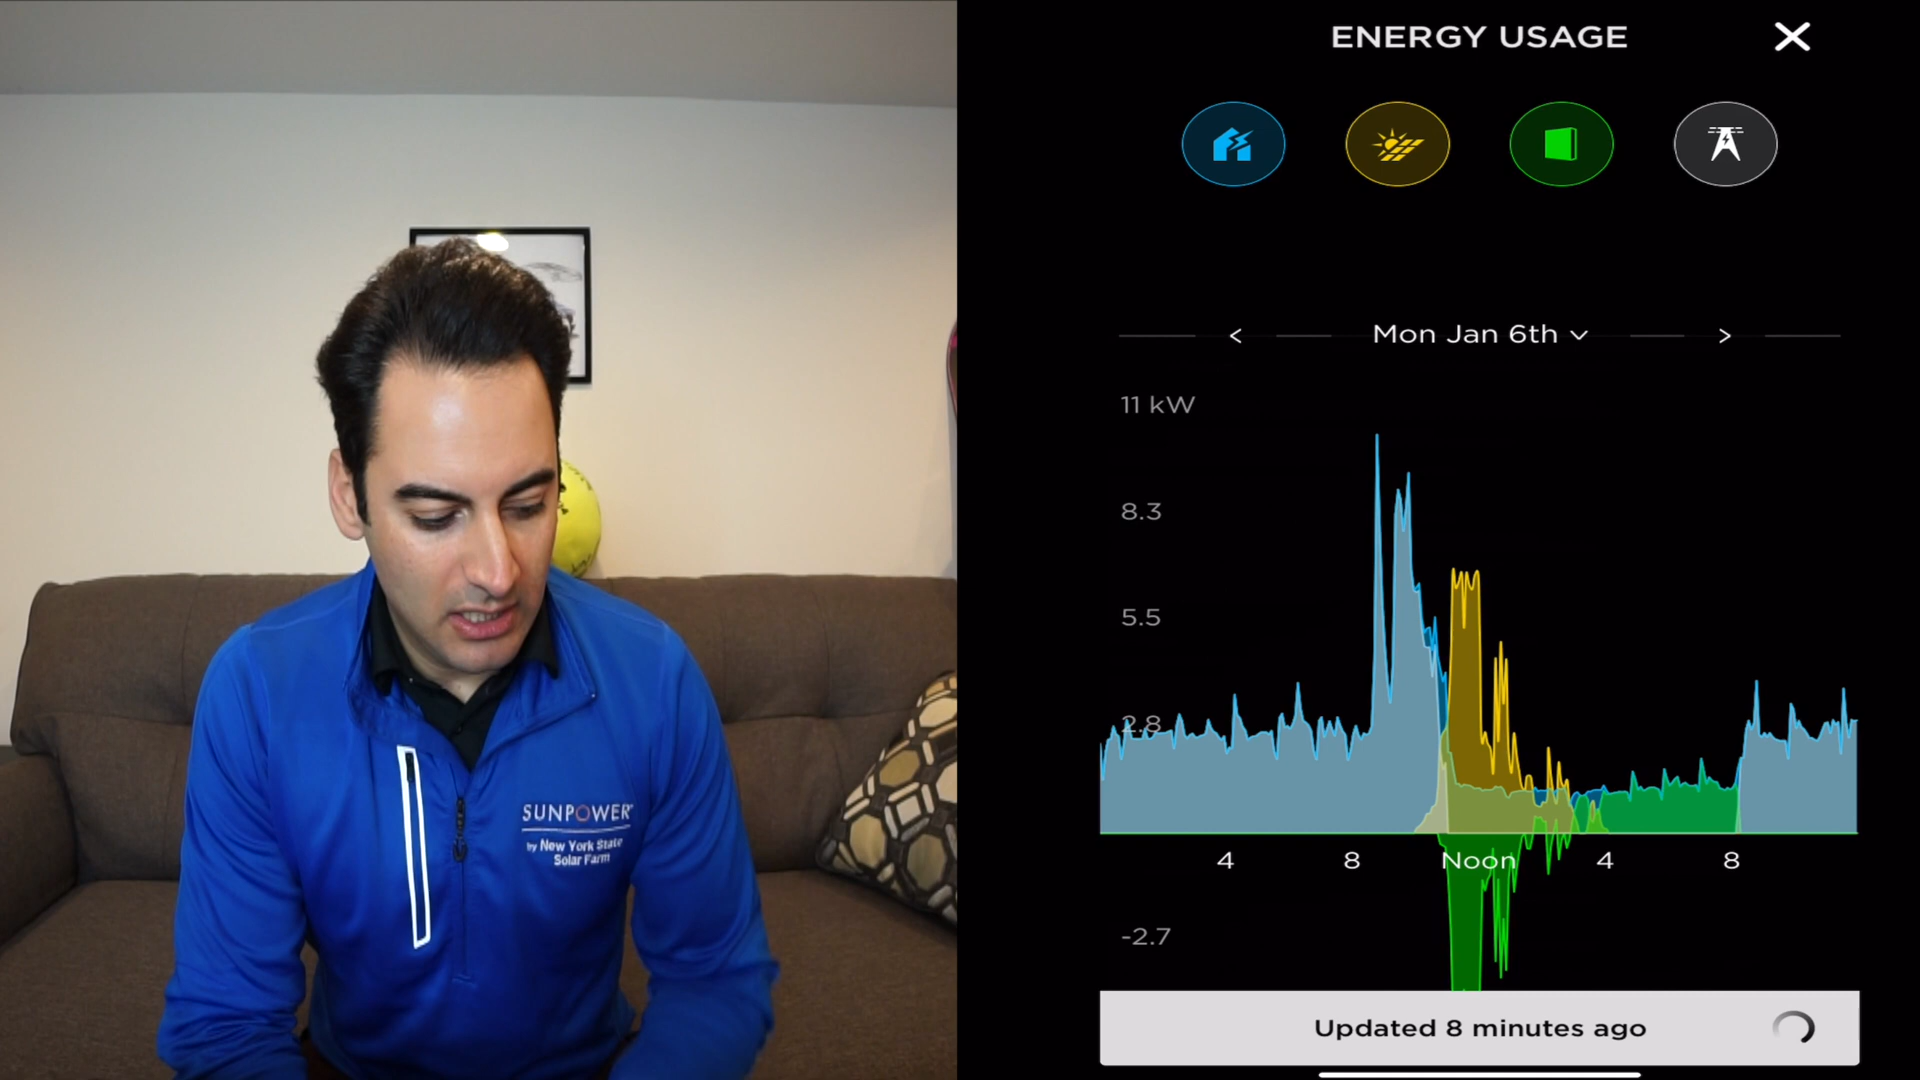 SUNPOWER
by New York State
Solar Farm
ENERGY USAGE
< Mon Jan 6th >
11 kW
8.3
5.5
2.8
4 8 Noon 4 8
-2.7
Updated 8 minutes ago